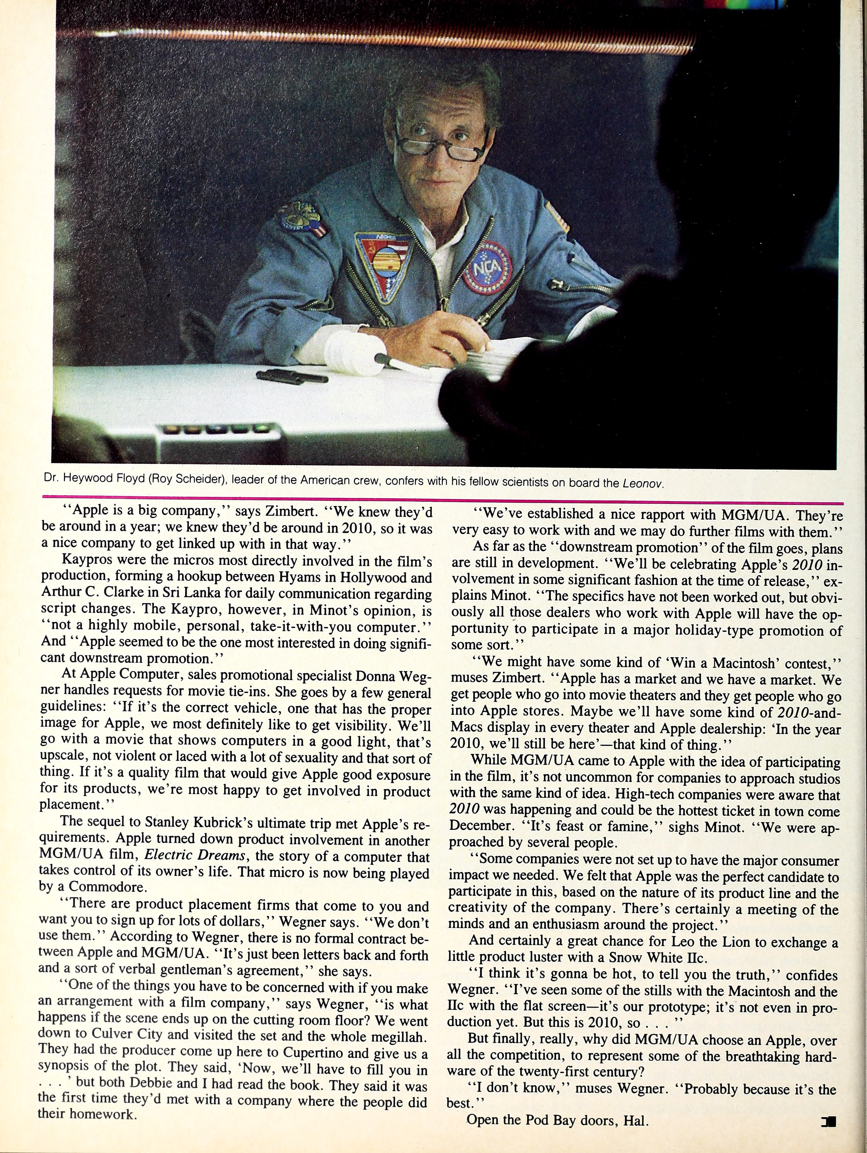 NCA
Dr. Heywood Floyd (Roy Scheider), leader of the American crew, confers with his fellow scientists on board the Leonov.
“Apple is a big company,” says Zimbert. “We knew they’d
be around in a year; we knew they’d be around in 2010, so it was
a nice company to get linked up with in that way.”
Kaypros were the micros most directly involved in the film’s
production, forming a hookup between Hyams in Hollywood and
Arthur C. Clarke in Sri Lanka for daily communication regarding
script changes. The Kaypro, however, in Minot’s opinion, is
“not a highly mobile, personal, take-it-with-you computer.”
And “Apple seemed to be the one most interested in doing signifi-
cant downstream promotion.”
At Apple Computer, sales promotional specialist Donna Weg-
ner handles requests for movie tie-ins. She goes by a few general
guidelines: “If it’s the correct vehicle, one that has the proper
image for Apple, we most definitely like to get visibility. We’ll
go with a movie that shows computers in a good light, that’s
upscale, not violent or laced with a lot of sexuality and that sort of
thing. If it’s a quality film that would give Apple good exposure
for its products, we’re most happy to get involved in product
placement.”
The sequel to Stanley Kubrick’s ultimate trip met Apple’s re-
quirements. Apple turned down product involvement in another
MGM/UA film, Electric Dreams, the story of a computer that
takes control of its owner’s life. That micro is now being played
by a Commodore.
“There are product placement firms that come to you and
want you to sign up for lots of dollars,” Wegner says. “We don’t
use them.” According to Wegner, there is no formal contract be-
tween Apple and MGM/UA. “It’s just been letters back and forth
and a sort of verbal gentleman’s agreement,” she says.
“One of the things you have to be concerned with if you make
an arrangement with a film company,” says Wegner, “is what
happens if the scene ends up on the cutting room floor? We went
down to Culver City and visited the set and the whole megillah.
They had the producer come up here to Cupertino and give us a
synopsis of the plot. They said, ‘Now, we’ll have to fill you in
. . . ’ but both Debbie and I had read the book. They said it was
the first time they’d met with a company where the people did
their homework.
“We’ve established a nice rapport with MGM/UA. They’re
very easy to work with and we may do further films with them.”
As far as the “downstream promotion” of the film goes, plans
are still in development. “We’ll be celebrating Apple’s 2010 in-
volvement in some significant fashion at the time of release,” ex-
plains Minot. “The specifics have not been worked out, but obvi-
ously all those dealers who work with Apple will have the op-
portunity to participate in a major holiday-type promotion of
some sort.”
“We might have some kind of ‘Win a Macintosh’ contest,”
muses Zimbert. “Apple has a market and we have a market. We
get people who go into movie theaters and they get people who go
into Apple stores. Maybe we’ll have some kind of 2010-and-
Macs display in every theater and Apple dealership: ‘In the year
2010, we’ll still be here’—that kind of thing.”
While MGM/UA came to Apple with the idea of participating
in the film, it’s not uncommon for companies to approach studios
with the same kind of idea. High-tech companies were aware that
2010 was happening and could be the hottest ticket in town come
December. “It’s feast or famine,” sighs Minot. “We were ap-
proached by several people.
“Some companies were not set up to have the major consumer
impact we needed. We felt that Apple was the perfect candidate to
participate in this, based on the nature of its product line and the
creativity of the company. There’s certainly a meeting of the
minds and an enthusiasm around the project.”
And certainly a great chance for Leo the Lion to exchange a
little product luster with a Snow White IIc.
“I think it’s gonna be hot, to tell you the truth,” confides
Wegner. “I’ve seen some of the stills with the Macintosh and the
IIc with the flat screen—it’s our prototype; it’s not even in pro-
duction yet. But this is 2010, so . . . ”
But finally, really, why did MGM/UA choose an Apple, over
all the competition, to represent some of the breathtaking hard-
ware of the twenty-first century?
“I don’t know,” muses Wegner. “Probably because it’s the
best.”
Open the Pod Bay doors, Hal.